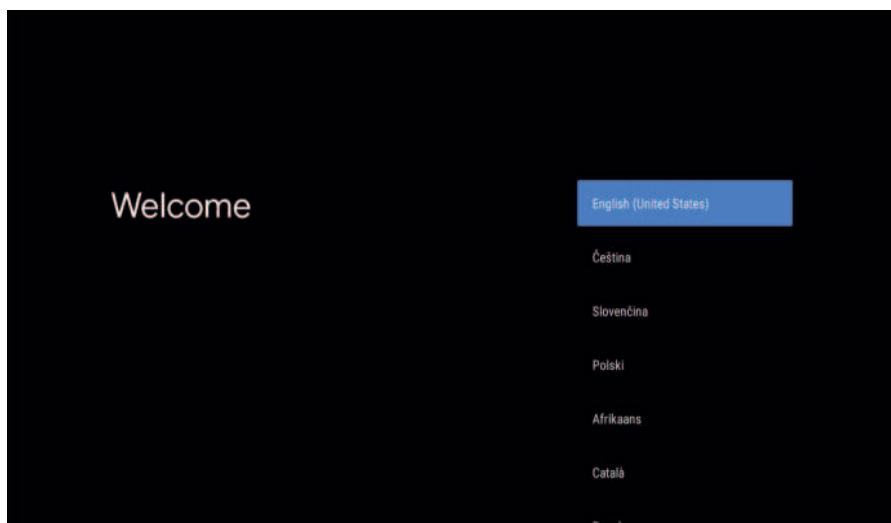 Welcome
English (United States)
Čeština
Slovenčina
Polski
Afrikaans
Català